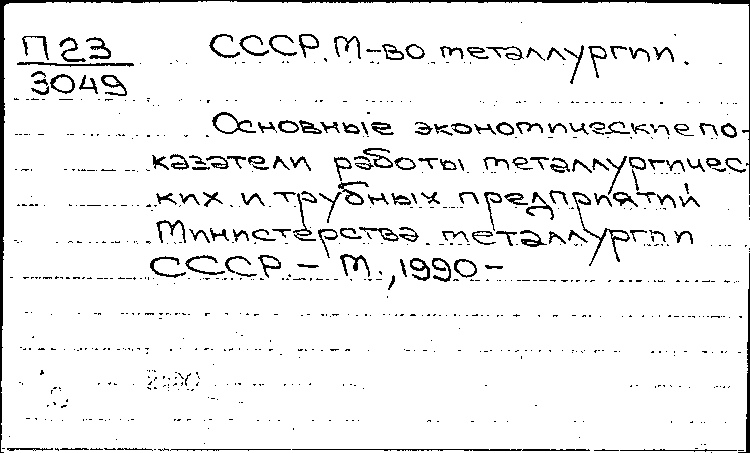 П23 СССР. М-во металлургии.
3049
Основные экономические по-
казатели работы металлургичес-
ких и трубных предприятий
Министерства металлургии
СССР. – М., 1990 –